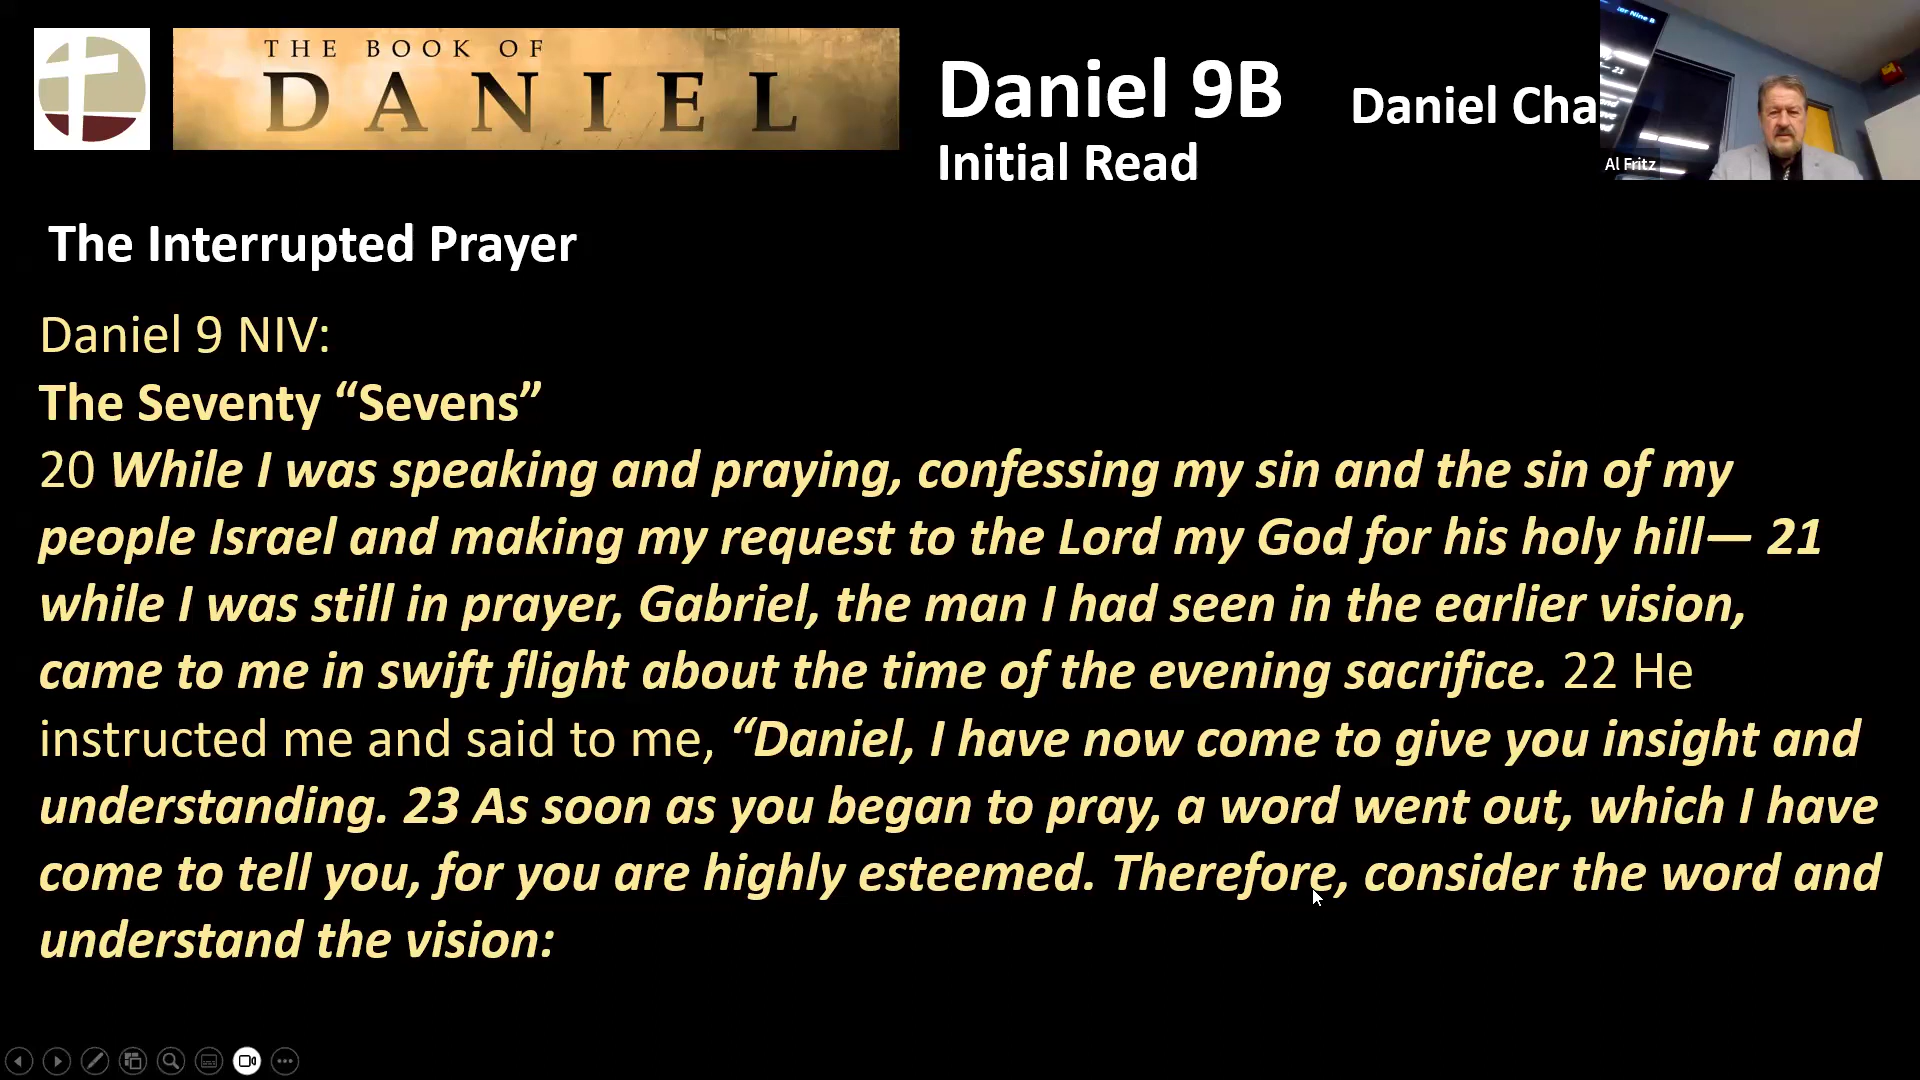 THE BOOK OF
DANIEL
Daniel 9B
Initial Read
Daniel Cha
Al Fritz
The Interrupted Prayer
Daniel 9 NIV:
The Seventy “Sevens”
20 While I was speaking and praying, confessing my sin and the sin of my
people Israel and making my request to the Lord my God for his holy hill— 21
while I was still in prayer, Gabriel, the man I had seen in the earlier vision,
came to me in swift flight about the time of the evening sacrifice. 22 He
instructed me and said to me, “Daniel, I have now come to give you insight and
understanding. 23 As soon as you began to pray, a word went out, which I have
come to tell you, for you are highly esteemed. Therefore, consider the word and
understand the vision: